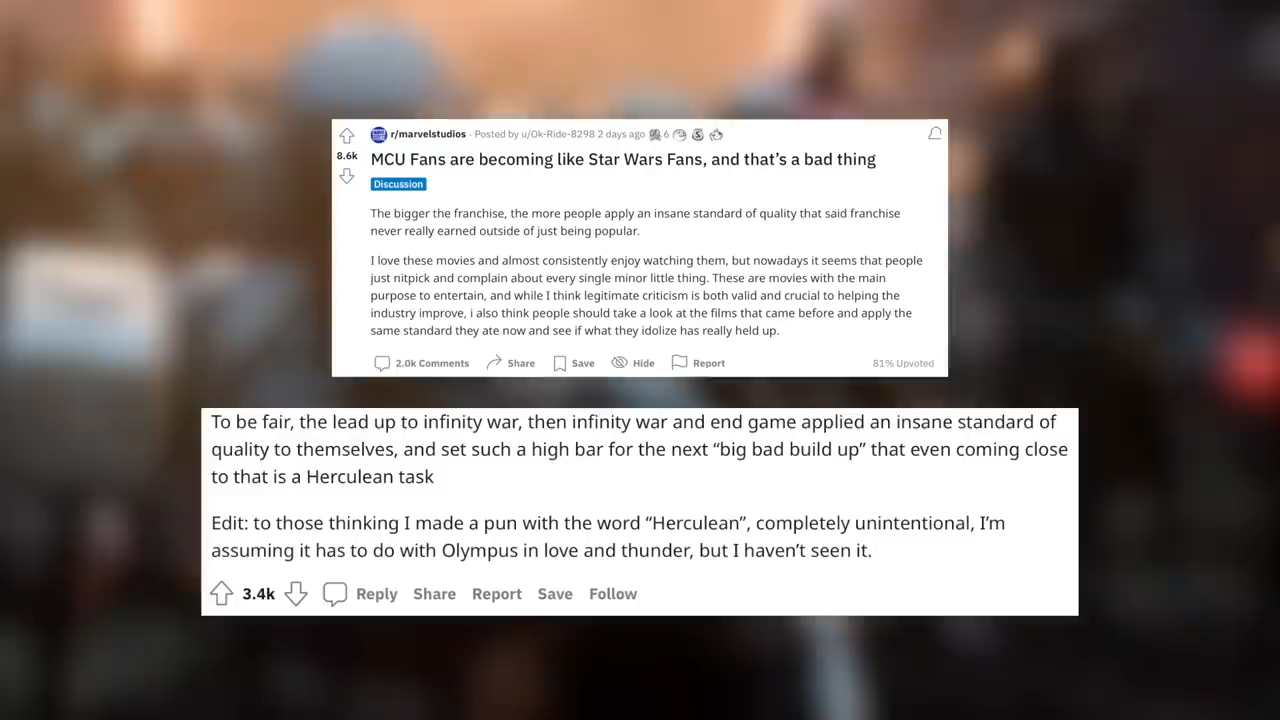 r/marvelstudios · Posted by u/Ok-Ride-8298 2 days ago 6
8.6k
MCU Fans are becoming like Star Wars Fans, and that's a bad thing
Discussion
The bigger the franchise, the more people apply an insane standard of quality that said franchise
never really earned outside of just being popular.
I love these movies and almost consistently enjoy watching them, but nowadays it seems that people
just nitpick and complain about every single minor little thing. These are movies with the main
purpose to entertain, and while I think legitimate criticism is both valid and crucial to helping the
industry improve, i also think people should take a look at the films that came before and apply the
same standard they ate now and see if what they idolize has really held up.
2.0k Comments Share Save Hide Report 81% Upvoted
To be fair, the lead up to infinity war, then infinity war and end game applied an insane standard of
quality to themselves, and set such a high bar for the next “big bad build up” that even coming close
to that is a Herculean task
Edit: to those thinking I made a pun with the word “Herculean”, completely unintentional, I’m
assuming it has to do with Olympus in love and thunder, but I haven’t seen it.
3.4k Reply Share Report Save Follow